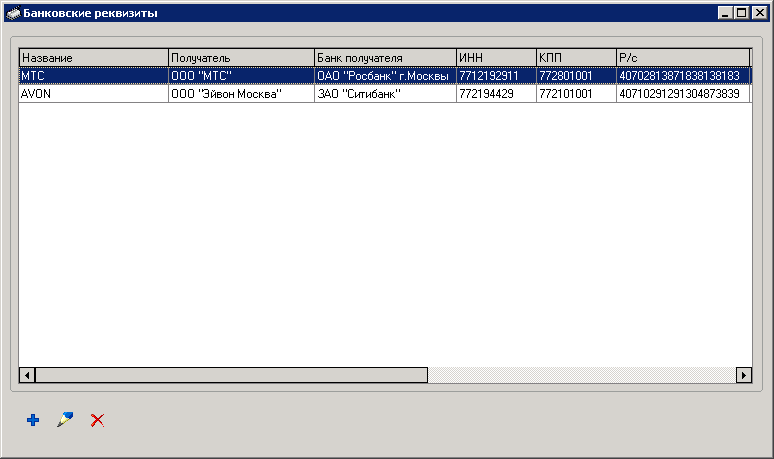 Банковские реквизиты
Название Получатель Банк получателя ИНН КПП Р/с
МТС ООО "МТС" ОАО "Росбанк" г.Москвы 7712192911 772801001 40702813871838138183
AVON ООО "Эйвон Москва" ЗАО "Ситибанк" 772194429 772101001 40710291291304873839